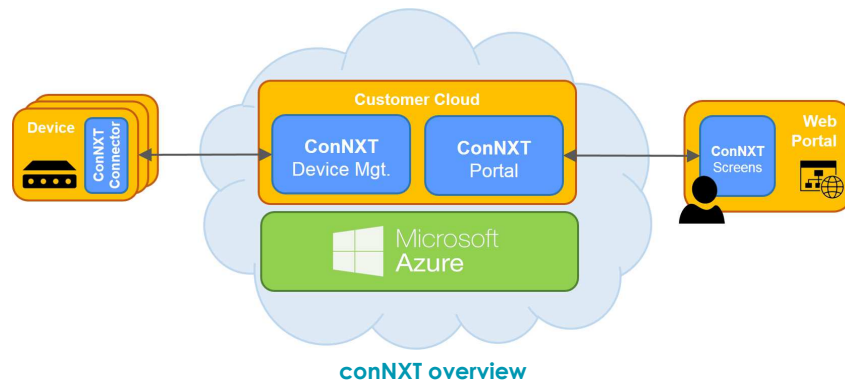 Customer Cloud
Device
ConNXT
Connector
ConNXT
Device Mgt.
ConNXT
Portal
Web
Portal
ConNXT
Screens
Microsoft
Azure
conNXT overview